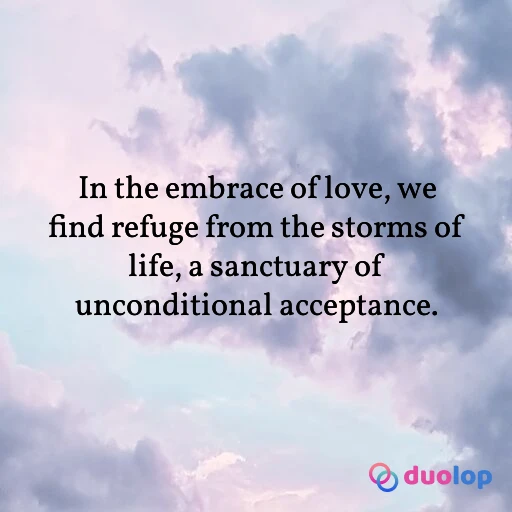 In the embrace of love, we
find refuge from the storms of
life, a sanctuary of
unconditional acceptance.
duolop